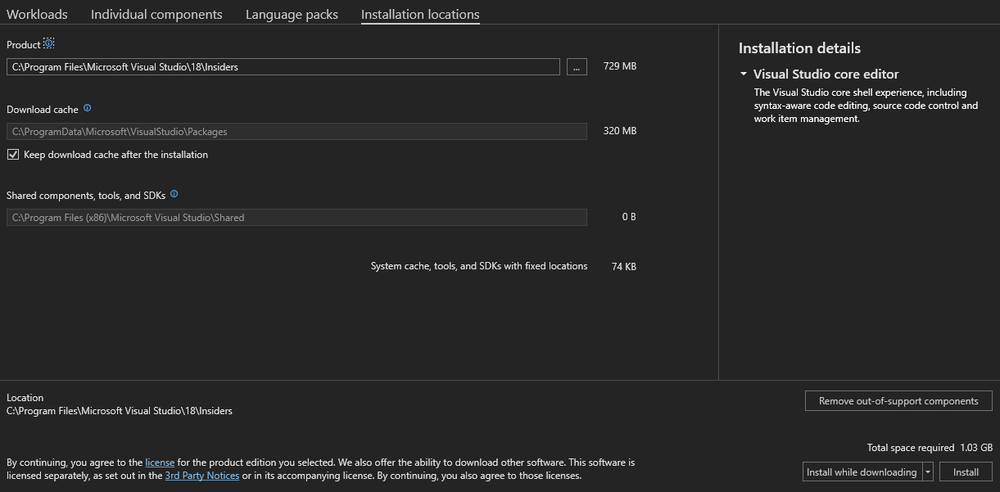 Workloads Individual components Language packs Installation locations
Product
C:\Program Files\Microsoft Visual Studio\18\Insiders ... 729 MB
Download cache
C:\ProgramData\Microsoft\VisualStudio\Packages 320 MB
Keep download cache after the installation
Shared components, tools, and SDKs
C:\Program Files (x86)\Microsoft Visual Studio\Shared 0 B
System cache, tools, and SDKs with fixed locations 74 KB
Installation details
Visual Studio core editor
The Visual Studio core shell experience, including
syntax-aware code editing, source code control and
work item management.
Location
C:\Program Files\Microsoft Visual Studio\18\Insiders
Remove out-of-support components
Total space required 1.03 GB
By continuing, you agree to the license for the product edition you selected. We also offer the ability to download other software. This software is
licensed separately, as set out in the 3rd Party Notices or in its accompanying license. By continuing, you also agree to those licenses.
Install while downloading Install